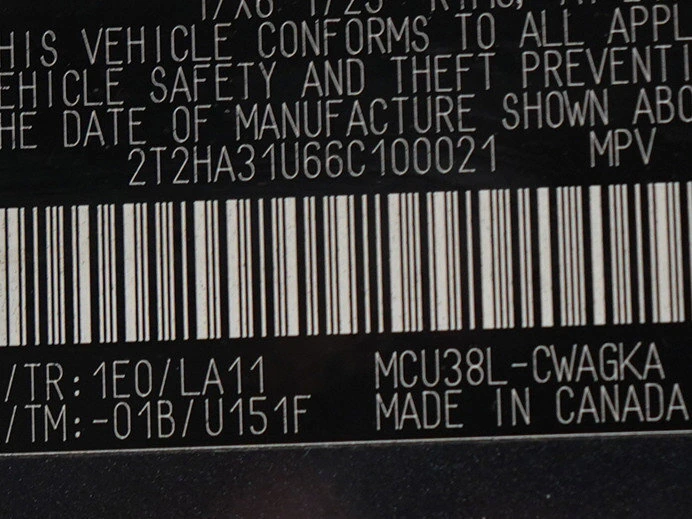 HIS VEHICLE CONFORMS TO ALL APPL
EHICLE SAFETY AND THEFT PREVENTI
HE DATE OF MANUFACTURE SHOWN ABO
2T2HA31U66C100021 MPV
/TR: 1E0/LA11 MCU38L-CWAGKA
/TM:-01B/U151F MADE IN CANADA